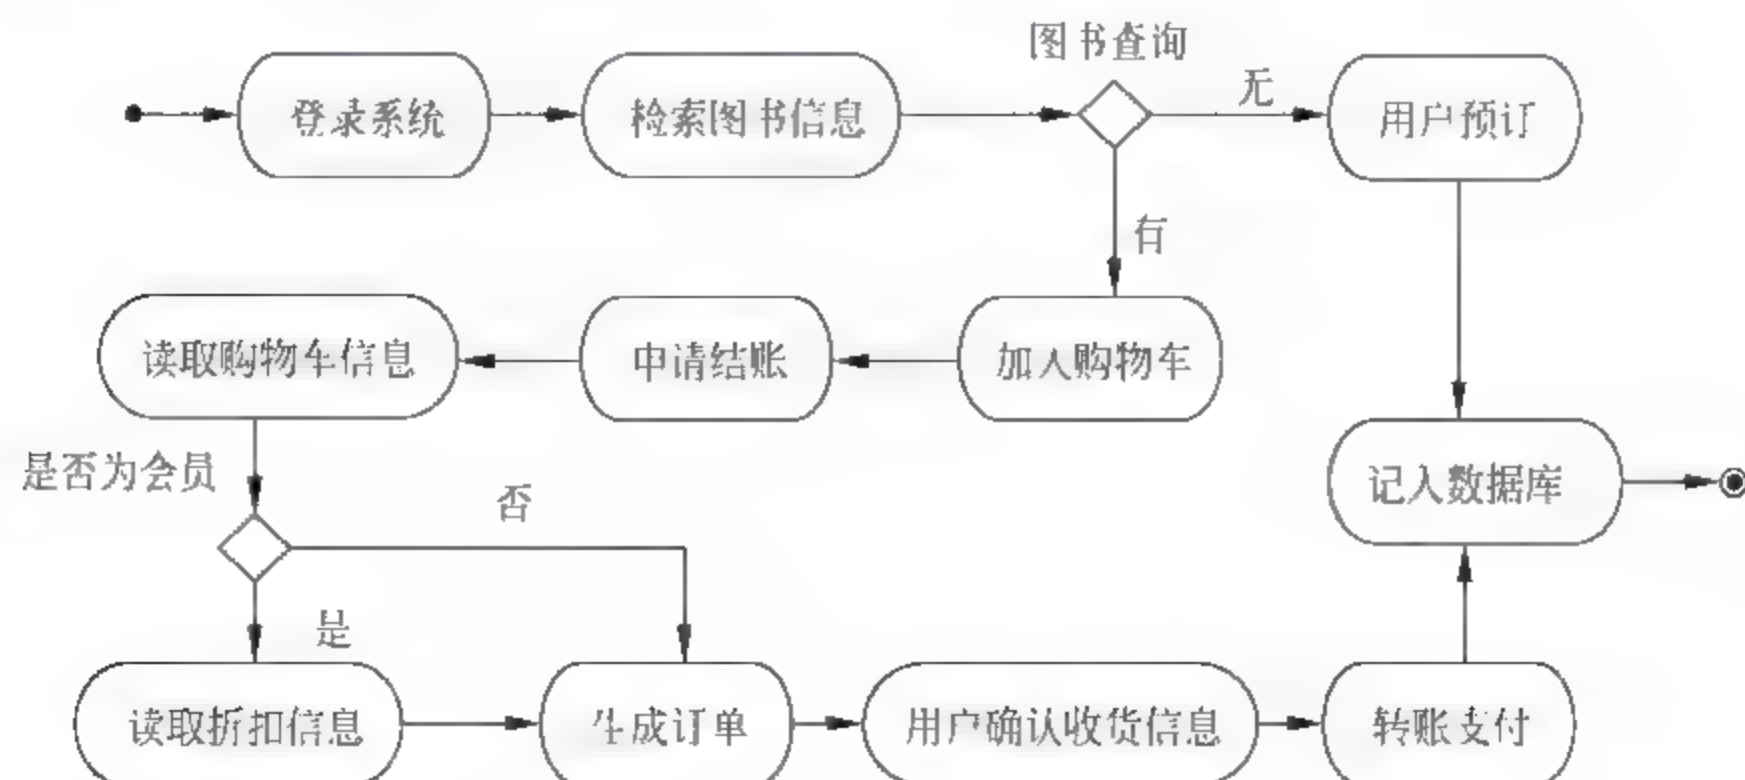 图书查询
登录系统
检索图书信息
无
用户预订
有
读取购物车信息
申请结账
加入购物车
是否为会员
否
记入数据库
是
读取折扣信息
生成订单
用户确认收货信息
转账支付